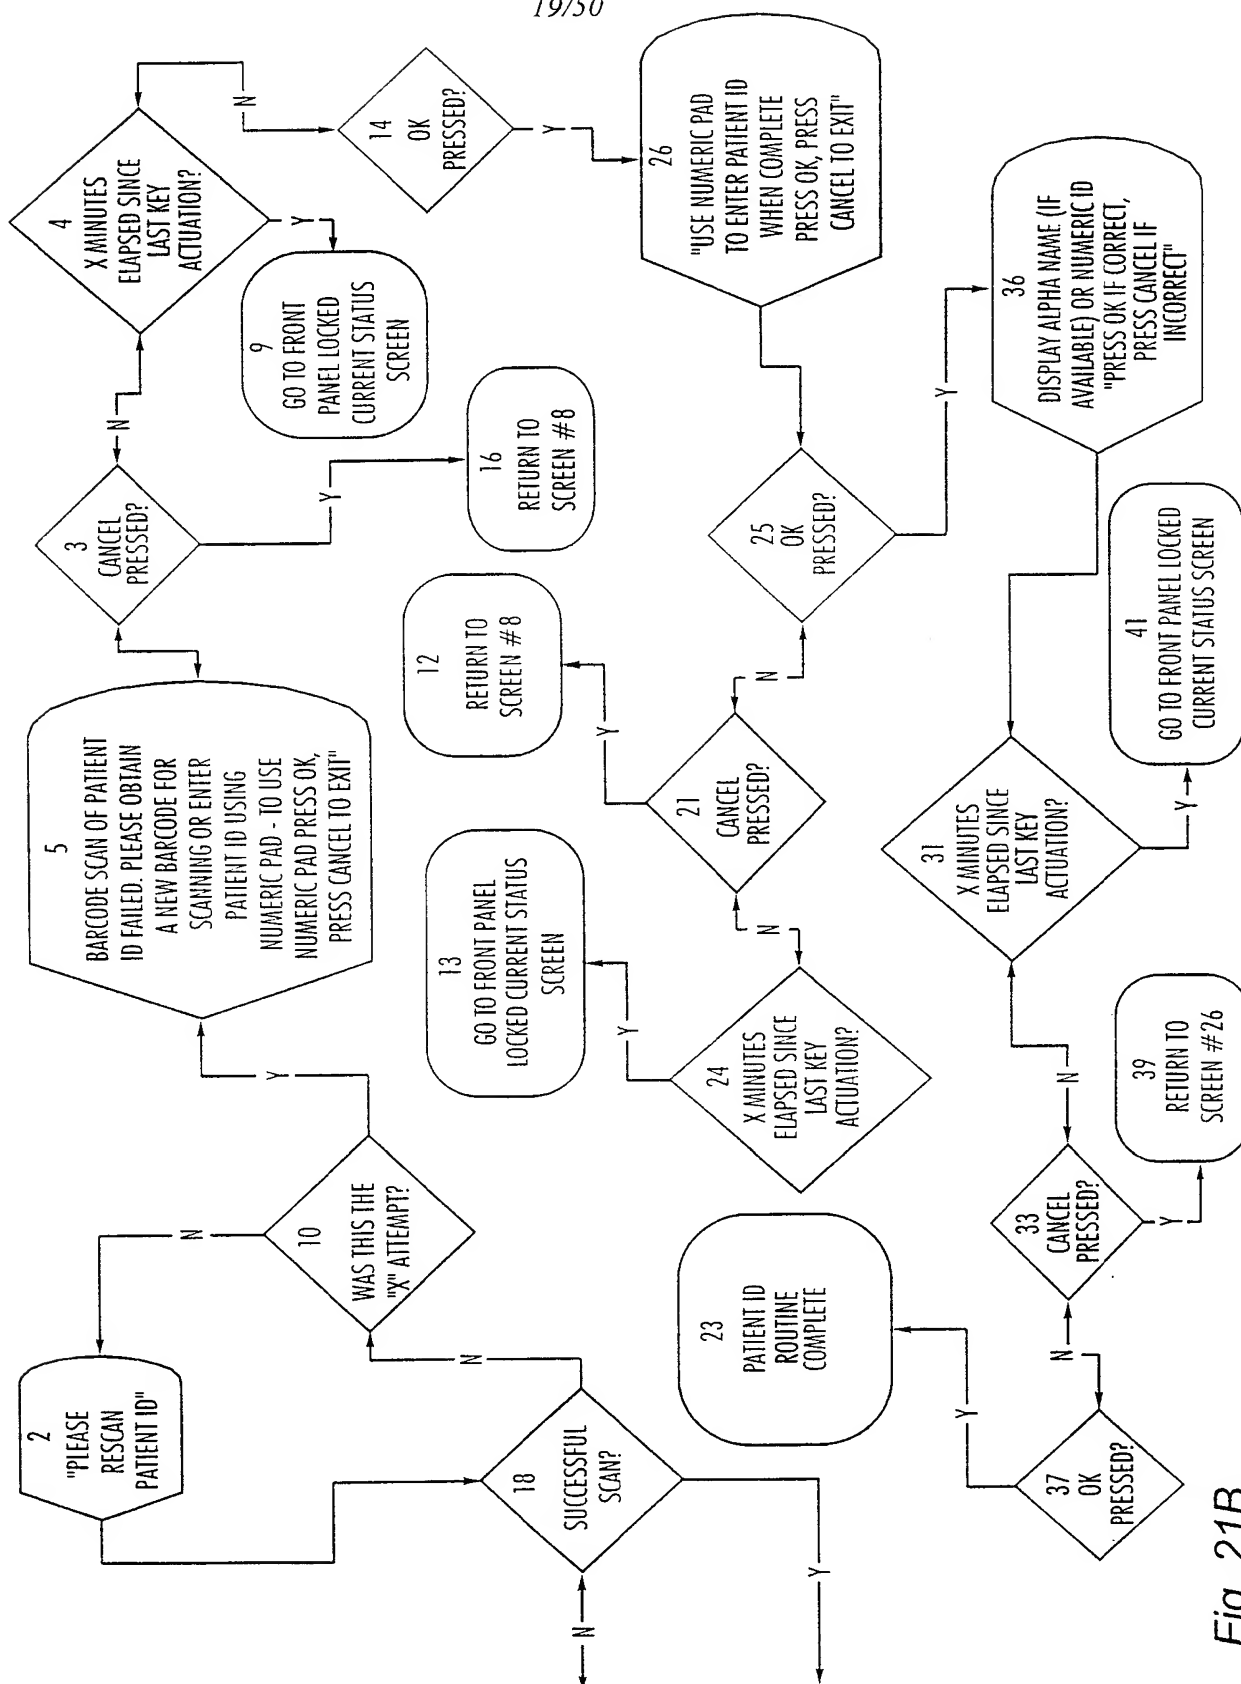 19/50
2
"PLEASE
RESCAN
PATIENT ID"
N
10
WAS THIS THE
"X" ATTEMPT?
Y
N
18
SUCCESSFUL
SCAN?
N
Y
5
BARCODE SCAN OF PATIENT
ID FAILED. PLEASE OBTAIN
A NEW BARCODE FOR
SCANNING OR ENTER
PATIENT ID USING
NUMERIC PAD - TO USE
NUMERIC PAD PRESS OK,
PRESS CANCEL TO EXIT"
3
CANCEL
PRESSED?
N
Y
4
X MINUTES
ELAPSED SINCE
LAST KEY
ACTUATION?
N
Y
9
GO TO FRONT
PANEL LOCKED
CURRENT STATUS
SCREEN
16
RETURN TO
SCREEN #8
14
OK
PRESSED?
Y
26
"USE NUMERIC PAD
TO ENTER PATIENT ID
WHEN COMPLETE
PRESS OK, PRESS
CANCEL TO EXIT"
12
RETURN TO
SCREEN #8
13
GO TO FRONT PANEL
LOCKED CURRENT STATUS
SCREEN
Y
Y
24
X MINUTES
ELAPSED SINCE
LAST KEY
ACTUATION?
N
21
CANCEL
PRESSED?
N
25
OK
PRESSED?
Y
23
PATIENT ID
ROUTINE
COMPLETE
Y
37
OK
PRESSED?
N
33
CANCEL
PRESSED?
Y
N
39
RETURN TO
SCREEN #26
31
X MINUTES
ELAPSED SINCE
LAST KEY
ACTUATION?
Y
41
GO TO FRONT PANEL LOCKED
CURRENT STATUS SCREEN
36
DISPLAY ALPHA NAME (IF
AVAILABLE) OR NUMERIC ID
"PRESS OK IF CORRECT,
PRESS CANCEL IF
INCORRECT"
Fig. 21B